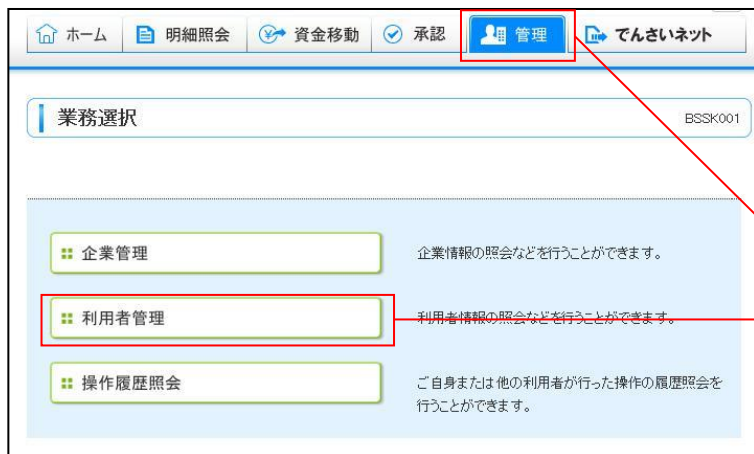 ホーム 明細照会 資金移動 承認 管理 でんさいネット
業務選択 BSSK001
企業管理 企業情報の照会などを行うことができます。
利用者管理 利用者情報の照会などを行うことができます。
操作履歴照会 ご自身または他の利用者が行った操作の履歴照会を
行うことができます。